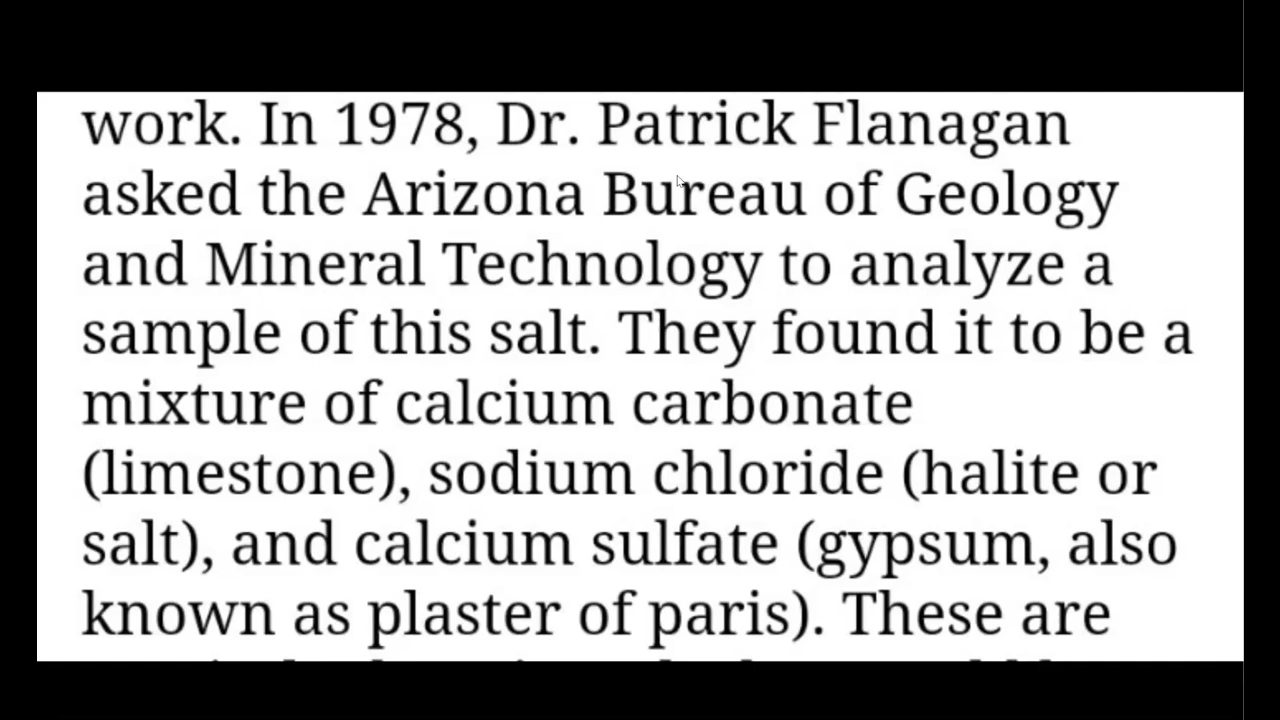 work. In 1978, Dr. Patrick Flanagan
asked the Arizona Bureau of Geology
and Mineral Technology to analyze a
sample of this salt. They found it to be a
mixture of calcium carbonate
(limestone), sodium chloride (halite or
salt), and calcium sulfate (gypsum, also
known as plaster of paris). These are